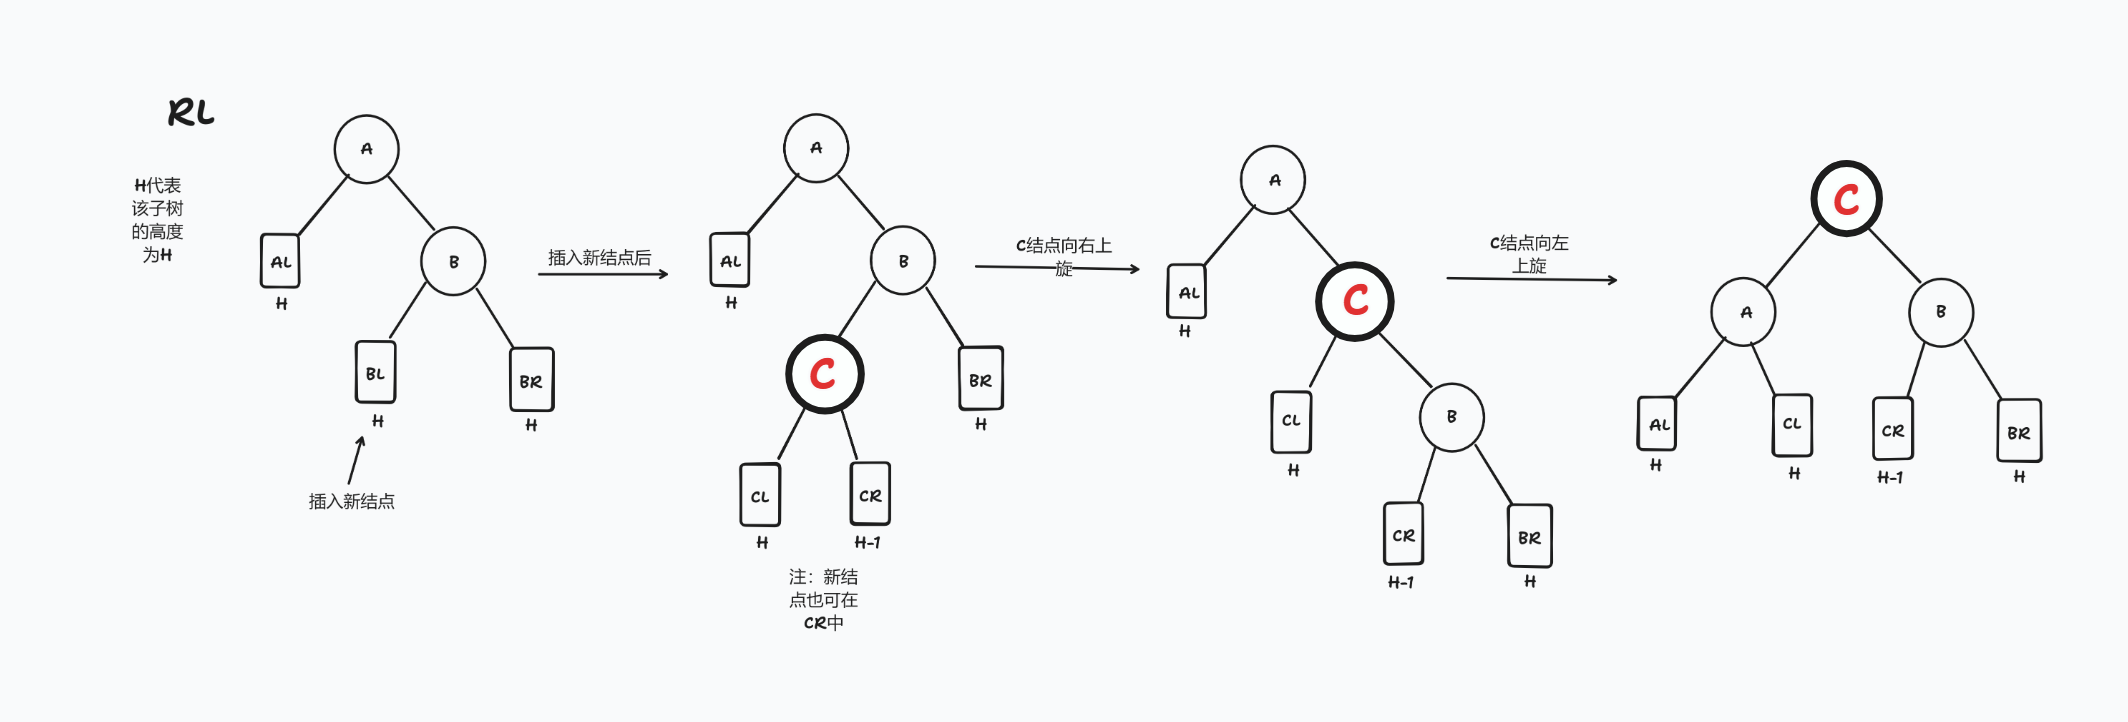 RL
H代表
该子树
的高度
为H
A
AL
H
B
BL
H
BR
H
插入新结点
插入新结点后
A
AL
H
B
C
BR
H
CL
H
CR
H-1
注：新结
点也可在
CR中
C结点向右上
旋
A
AL
H
C
CL
H
B
CR
H-1
BR
H
C结点向左
上旋
C
A
B
AL
H
CL
H
CR
H-1
BR
H